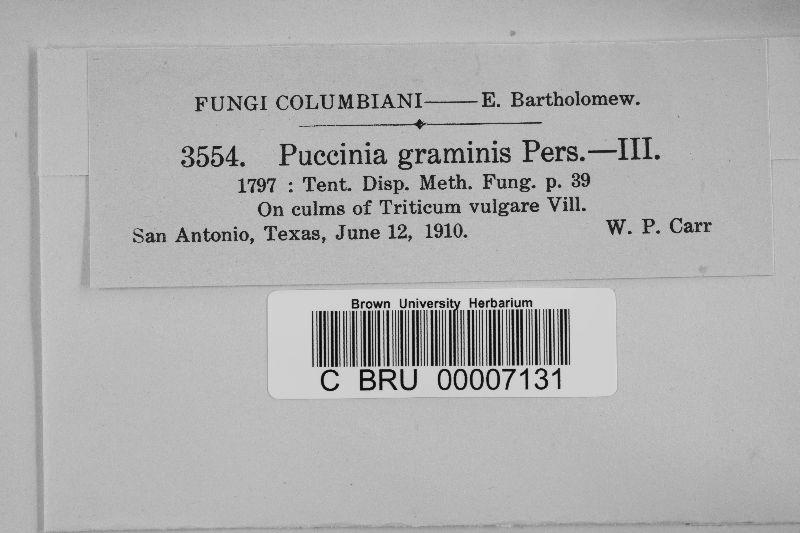 FUNGI COLUMBIANI——E. Bartholomew.
3554. Puccinia graminis Pers.—III.
1797 : Tent. Disp. Meth. Fung. p. 39
On culms of Triticum vulgare Vill.
San Antonio, Texas, June 12, 1910. W. P. Carr
Brown University Herbarium
C BRU 00007131